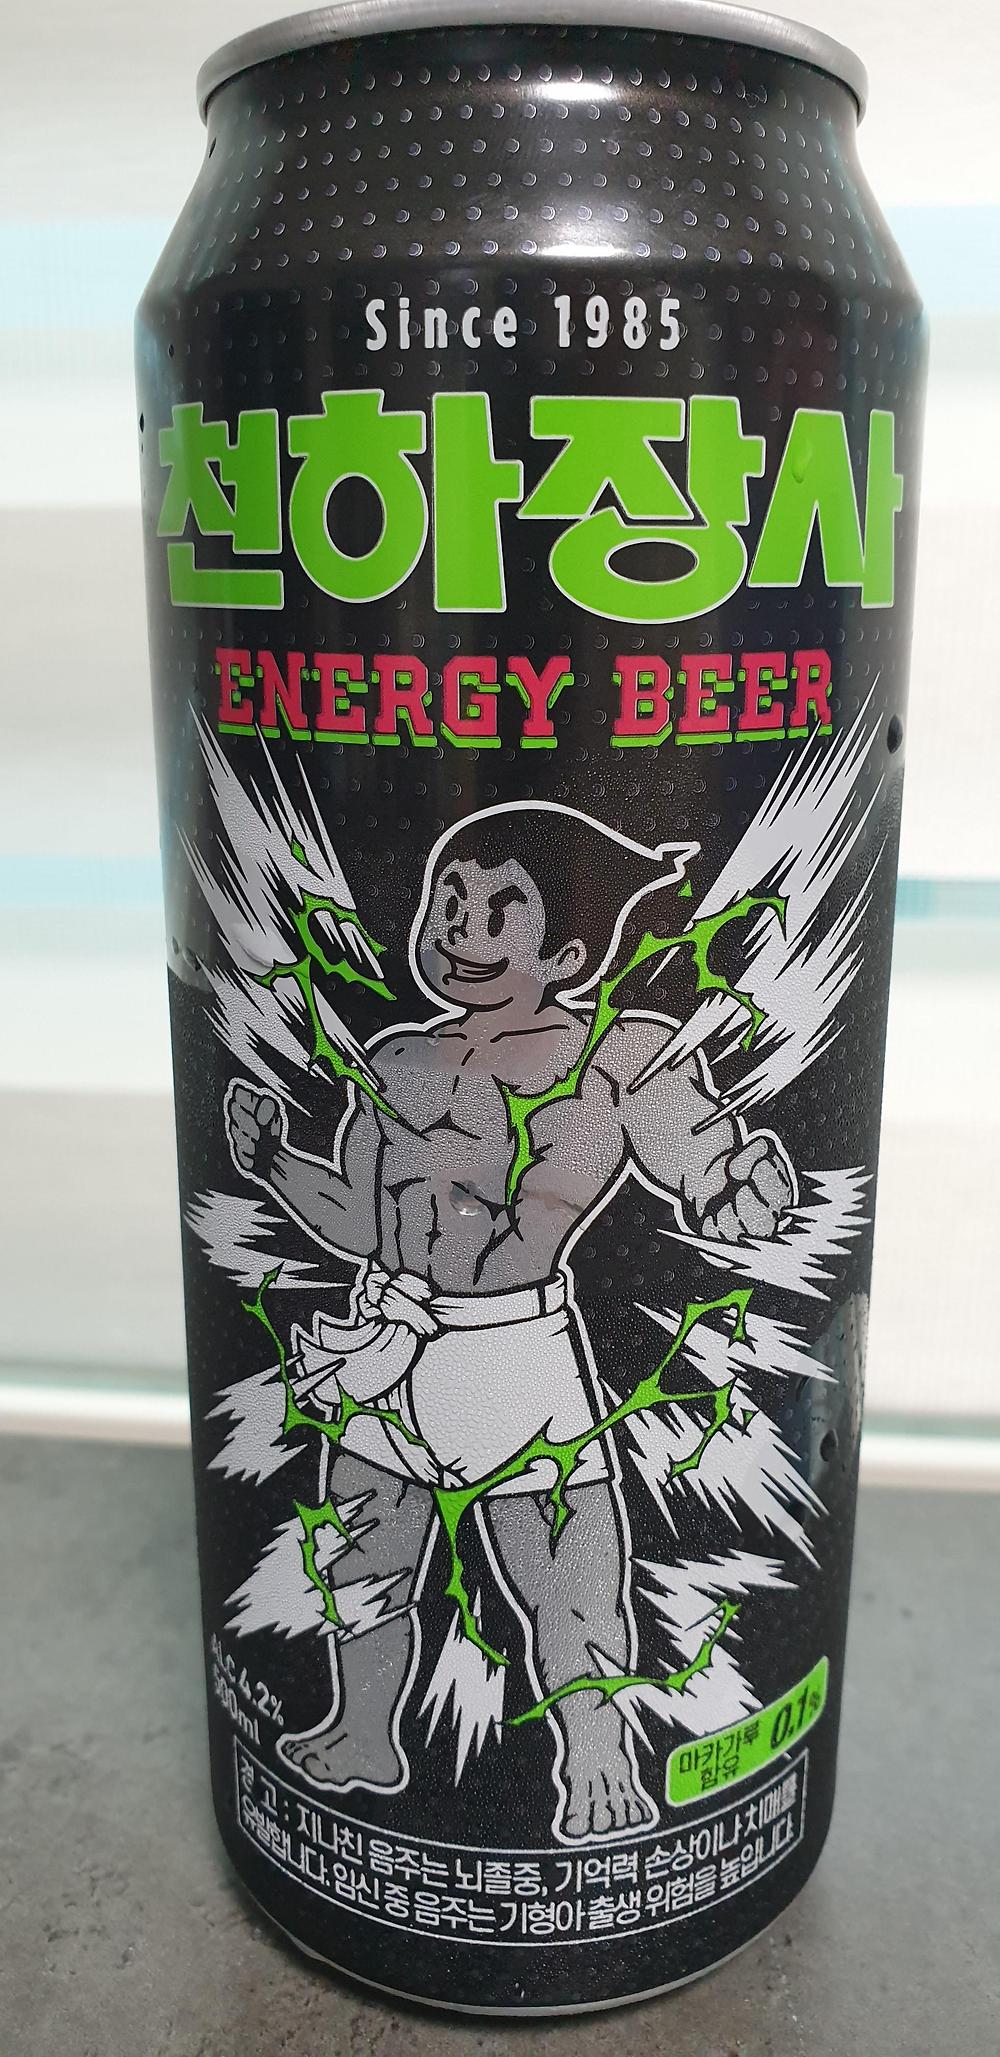 Since 1985
천하장사
ENERGY BEER
ALC 4.2%
500ml
마카가루
함유
0.1%
경 고 : 지나친 음주는 뇌졸중, 기억력 손상이나 치매를
유발합니다. 임신 중 음주는 기형아 출생 위험을 높입니다.